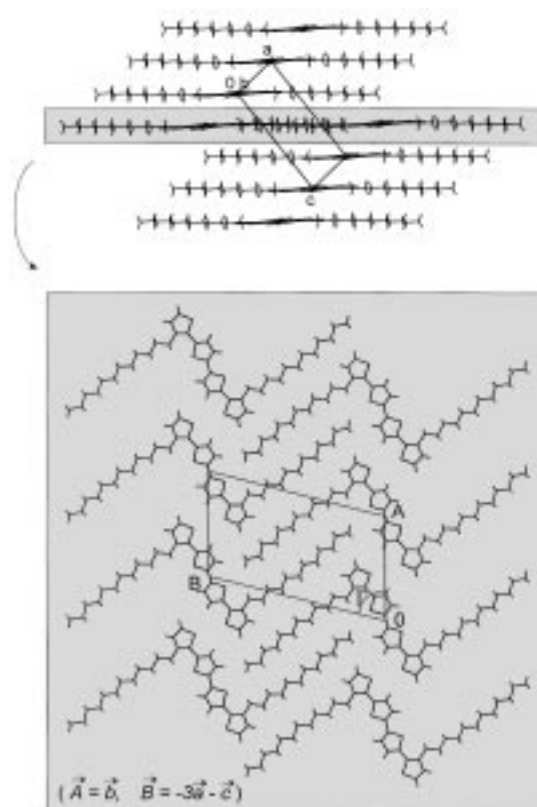 a
0 b
c
A
B
0
( A⃗ = b⃗, B⃗ = -3a⃗ - c⃗ )